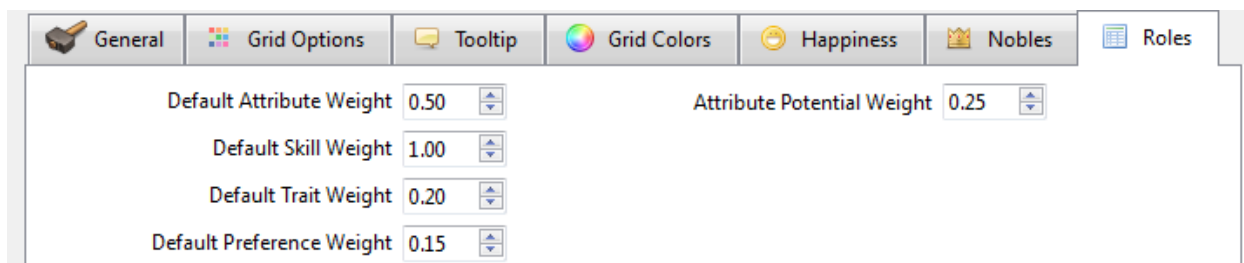 General Grid Options Tooltip Grid Colors Happiness Nobles Roles
Default Attribute Weight 0.50 Attribute Potential Weight 0.25
Default Skill Weight 1.00
Default Trait Weight 0.20
Default Preference Weight 0.15